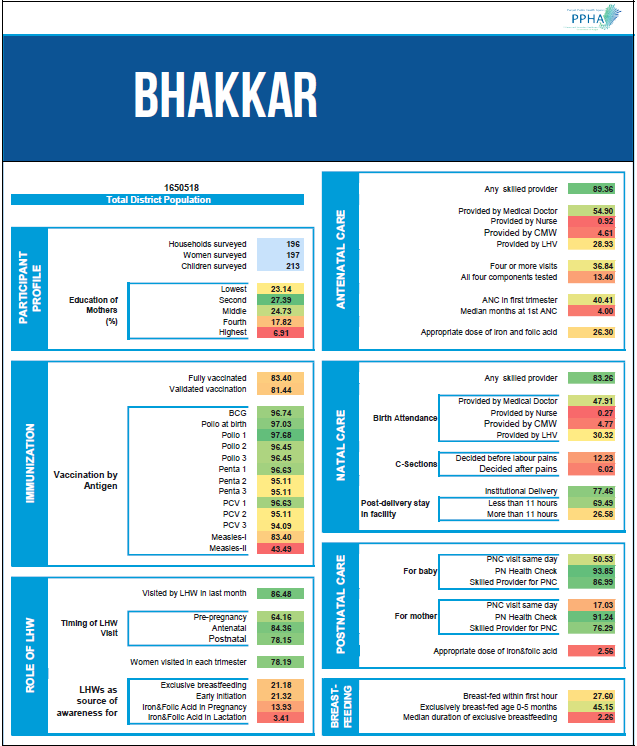 PPHA
BHAKKAR
1650518
Total District Population
PARTICIPANT PROFILE
Households surveyed 196
Women surveyed 197
Children surveyed 213
Education of Mothers (%)
Lowest 23.14
Second 27.39
Middle 24.73
Fourth 17.82
Highest 6.91
IMMUNIZATION
Fully vaccinated 83.40
Validated vaccination 81.44
Vaccination by Antigen
BCG 96.74
Polio at birth 97.03
Polio 1 97.68
Polio 2 96.45
Polio 3 96.45
Penta 1 96.63
Penta 2 95.11
Penta 3 95.11
PCV 1 96.63
PCV 2 95.11
PCV 3 94.09
Measles-I 83.40
Measles-II 43.49
ROLE OF LHW
Visited by LHW in last month 86.48
Timing of LHW Visit
Pre-pregnancy 64.16
Antenatal 84.36
Postnatal 78.15
Women visited in each trimester 78.19
LHWs as source of awareness for
Exclusive breastfeeding 21.18
Early initiation 21.32
Iron&Folic Acid in Pregnancy 13.93
Iron&Folic Acid in Lactation 3.41
ANTENATAL CARE
Any skilled provider 89.36
Provided by Medical Doctor 54.90
Provided by Nurse 0.92
Provided by CMW 4.61
Provided by LHV 28.93
Four or more visits 36.84
All four components tested 13.40
ANC in first trimester 40.41
Median months at 1st ANC 4.00
Appropriate dose of iron and folic acid 26.30
NATAL CARE
Any skilled provider 83.26
Birth Attendance
Provided by Medical Doctor 47.91
Provided by Nurse 0.27
Provided by CMW 4.77
Provided by LHV 30.32
C-Sections
Decided before labour pains 12.23
Decided after pains 6.02
Institutional Delivery 77.46
Post-delivery stay in facility
Less than 11 hours 69.49
More than 11 hours 26.58
POSTNATAL CARE
For baby
PNC visit same day 50.53
PN Health Check 93.85
Skilled Provider for PNC 86.99
For mother
PNC visit same day 17.03
PN Health Check 91.24
Skilled Provider for PNC 76.29
Appropriate dose of iron&folic acid 2.56
BREAST-FEEDING
Breast-fed within first hour 27.60
Exclusively breast-fed age 0-5 months 45.15
Median duration of exclusive breastfeeding 2.26